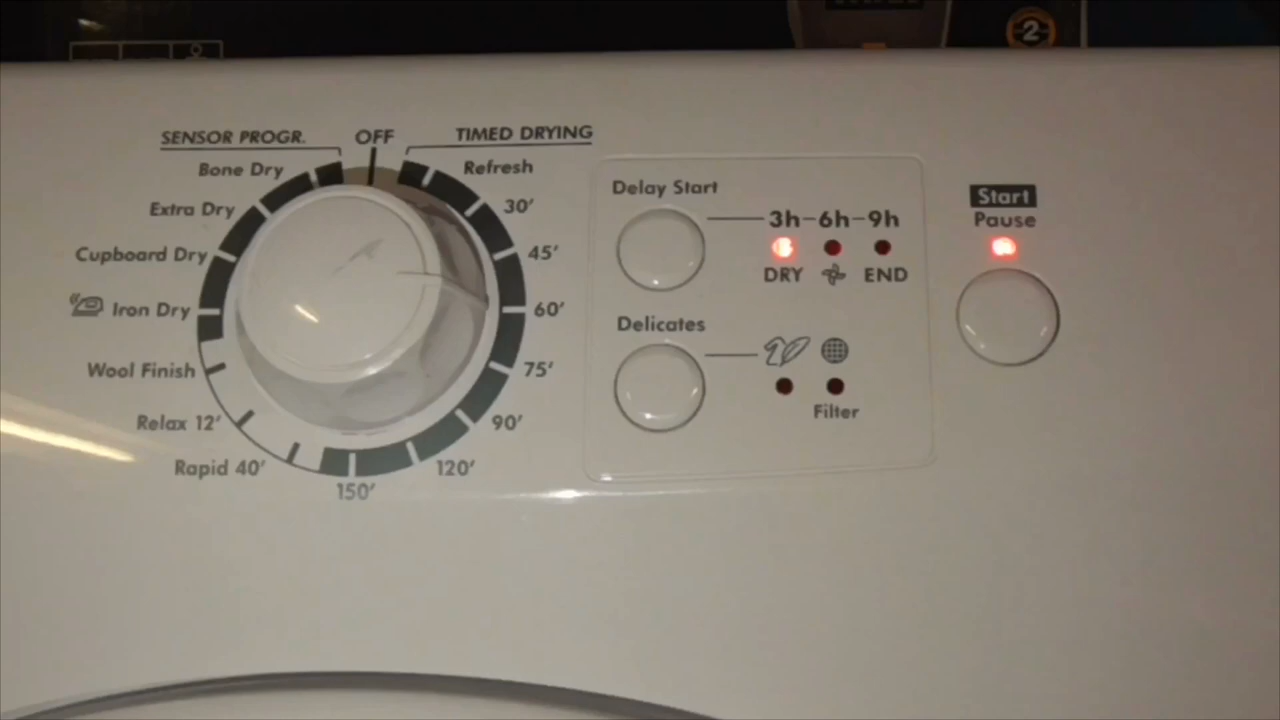 SENSOR PROGR.
OFF
TIMED DRYING
Bone Dry
Extra Dry
Cupboard Dry
Iron Dry
Wool Finish
Relax 12'
Rapid 40'
Refresh
30'
45'
60'
75'
90'
120'
150'
Delay Start
3h-6h-9h
DRY END
Delicates
Filter
Start
Pause
2